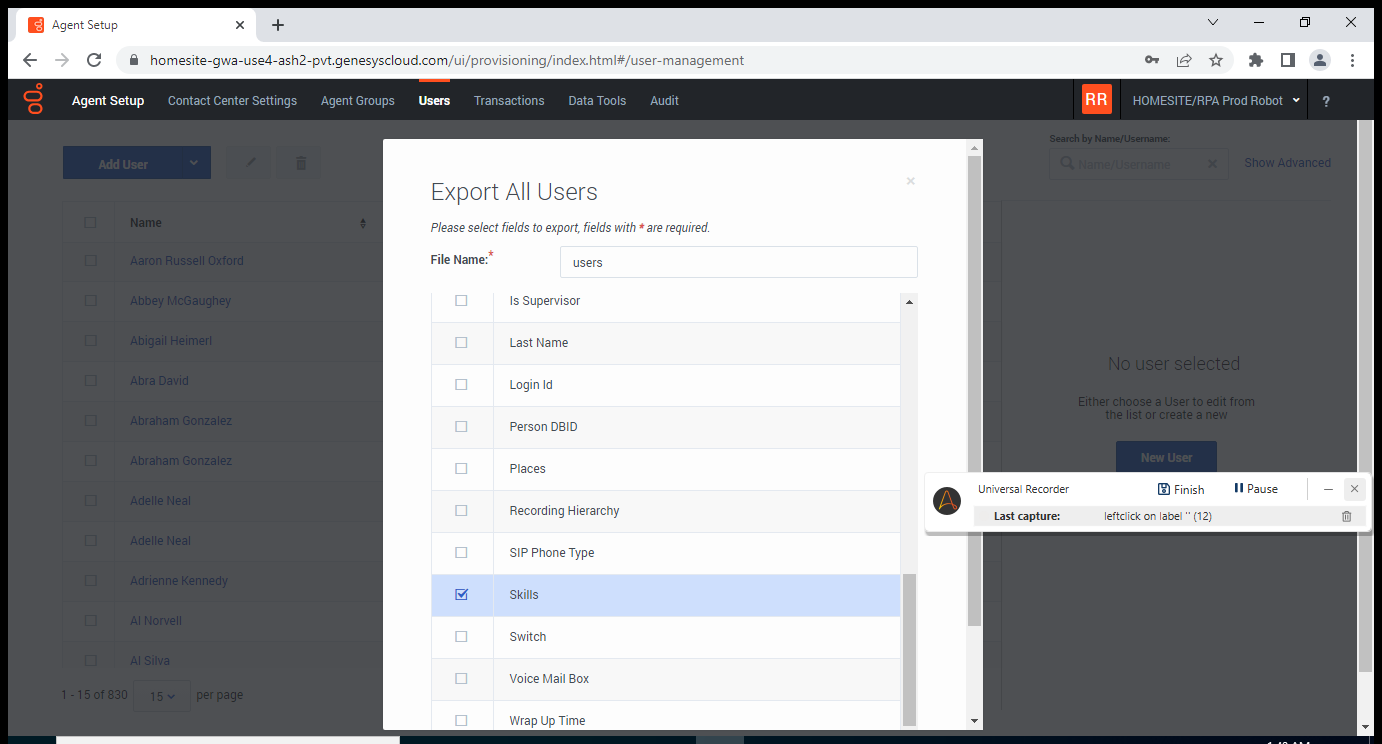 Agent Setup
homesite-gwa-use4-ash2-pvt.genesyscloud.com/ui/provisioning/index.html#/user-management
Agent Setup Contact Center Settings Agent Groups Users Transactions Data Tools Audit RR HOMESITE/RPA Prod Robot ?
Add User
Search by Name/Username:
Name/Username
Show Advanced
Name
Aaron Russell Oxford
Abbey McGaughey
Abigail Heimerl
Abra David
Abraham Gonzalez
Abraham Gonzalez
Adelle Neal
Adelle Neal
Adrienne Kennedy
Al Norvell
Al Silva
1 - 15 of 830 15 per page
Export All Users
Please select fields to export, fields with * are required.
File Name:* users
Is Supervisor
Last Name
Login Id
Person DBID
Places
Recording Hierarchy
SIP Phone Type
Skills
Switch
Voice Mail Box
Wrap Up Time
No user selected
Either choose a User to edit from
the list or create a new
New User
Universal Recorder Finish Pause
Last capture: leftclick on label '' (12)